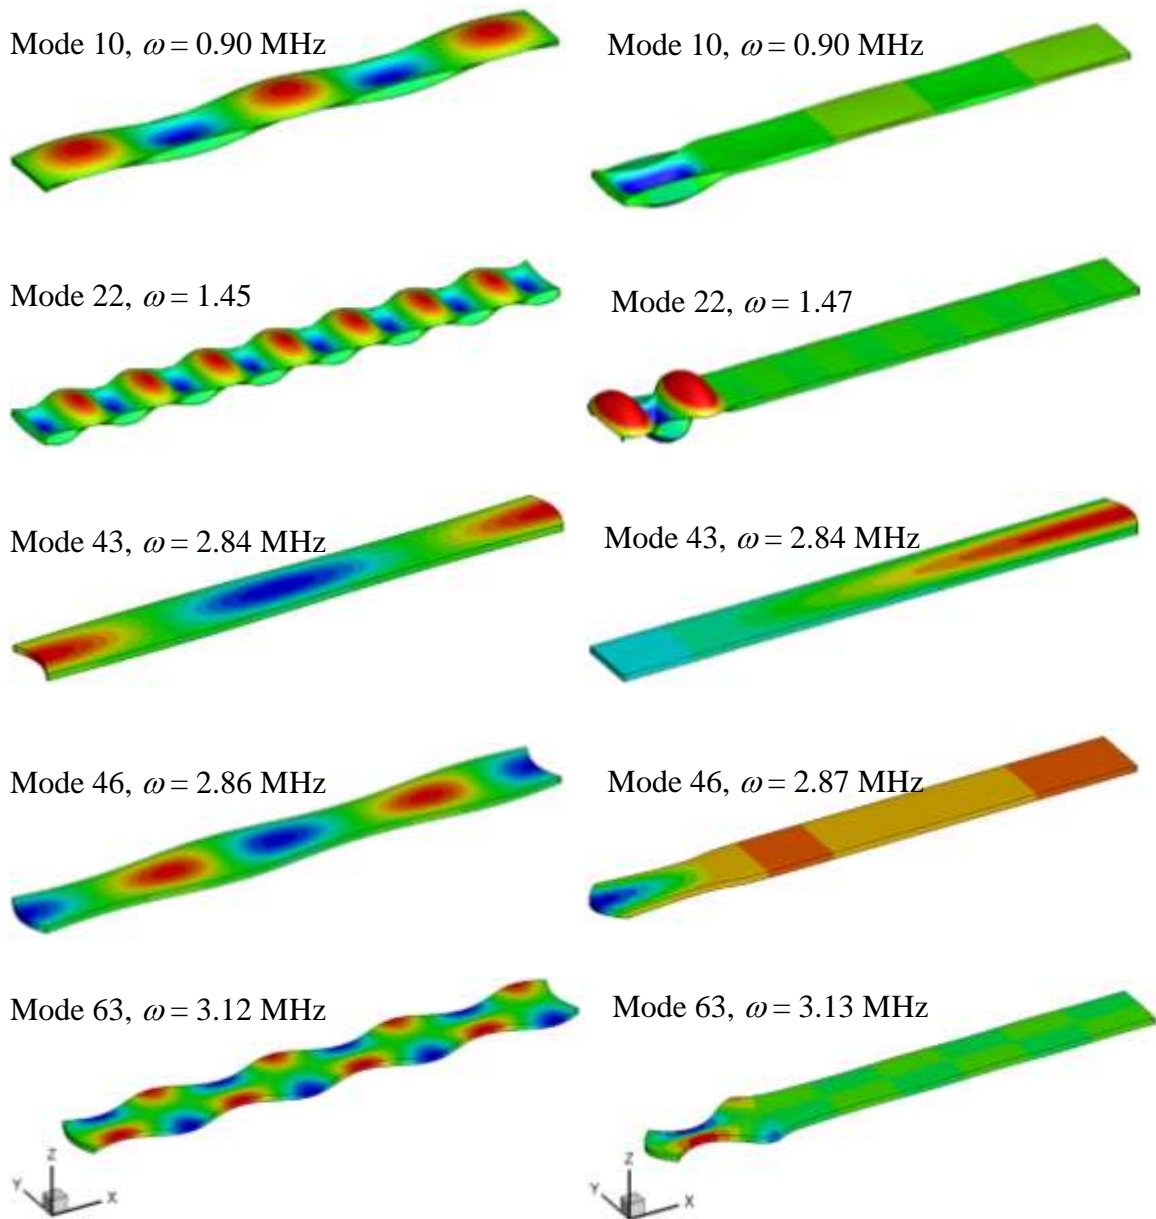 Mode 10, ω = 0.90 MHz
Mode 10, ω = 0.90 MHz
Mode 22, ω = 1.45
Mode 22, ω = 1.47
Mode 43, ω = 2.84 MHz
Mode 43, ω = 2.84 MHz
Mode 46, ω = 2.86 MHz
Mode 46, ω = 2.87 MHz
Mode 63, ω = 3.12 MHz
Mode 63, ω = 3.13 MHz
Z
Y
X
Z
Y
X